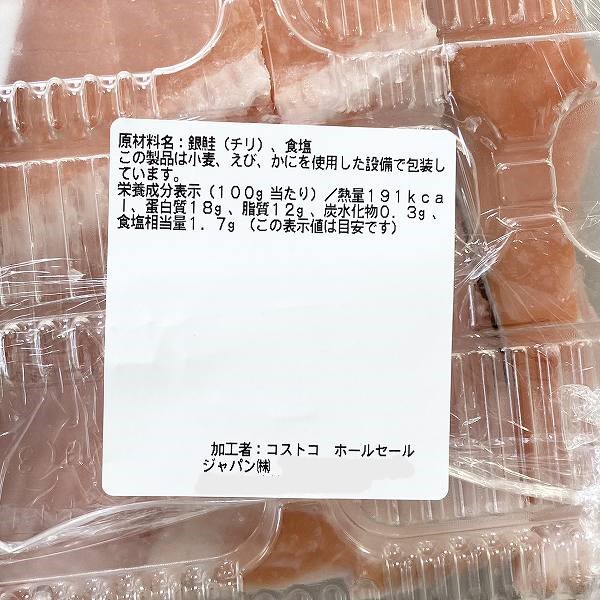 原材料名：銀鮭（チリ）、食塩
この製品は小麦、えび、かにを使用した設備で包装し
ています。
栄養成分表示（１００g 当たり）／熱量１９１ｋｃａ
ｌ、蛋白質１８g 、脂質１２g 、炭水化物０．３g 、
食塩相当量１．７g （この表示値は目安です）
加工者：コストコ　ホールセール
ジャパン㈱